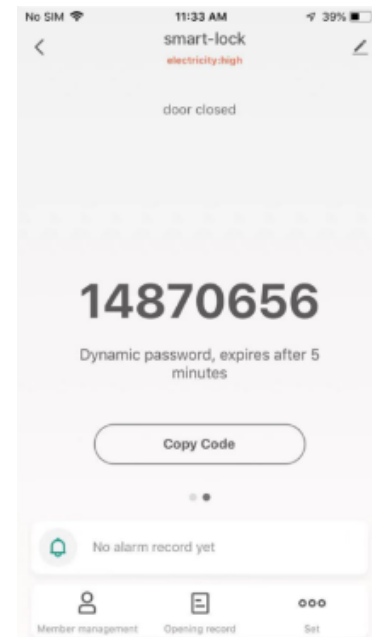 No SIM 11:33 AM 39%
smart-lock
electricity:high
door closed
14870656
Dynamic password, expires after 5
minutes
Copy Code
No alarm record yet
Member management Opening record Set